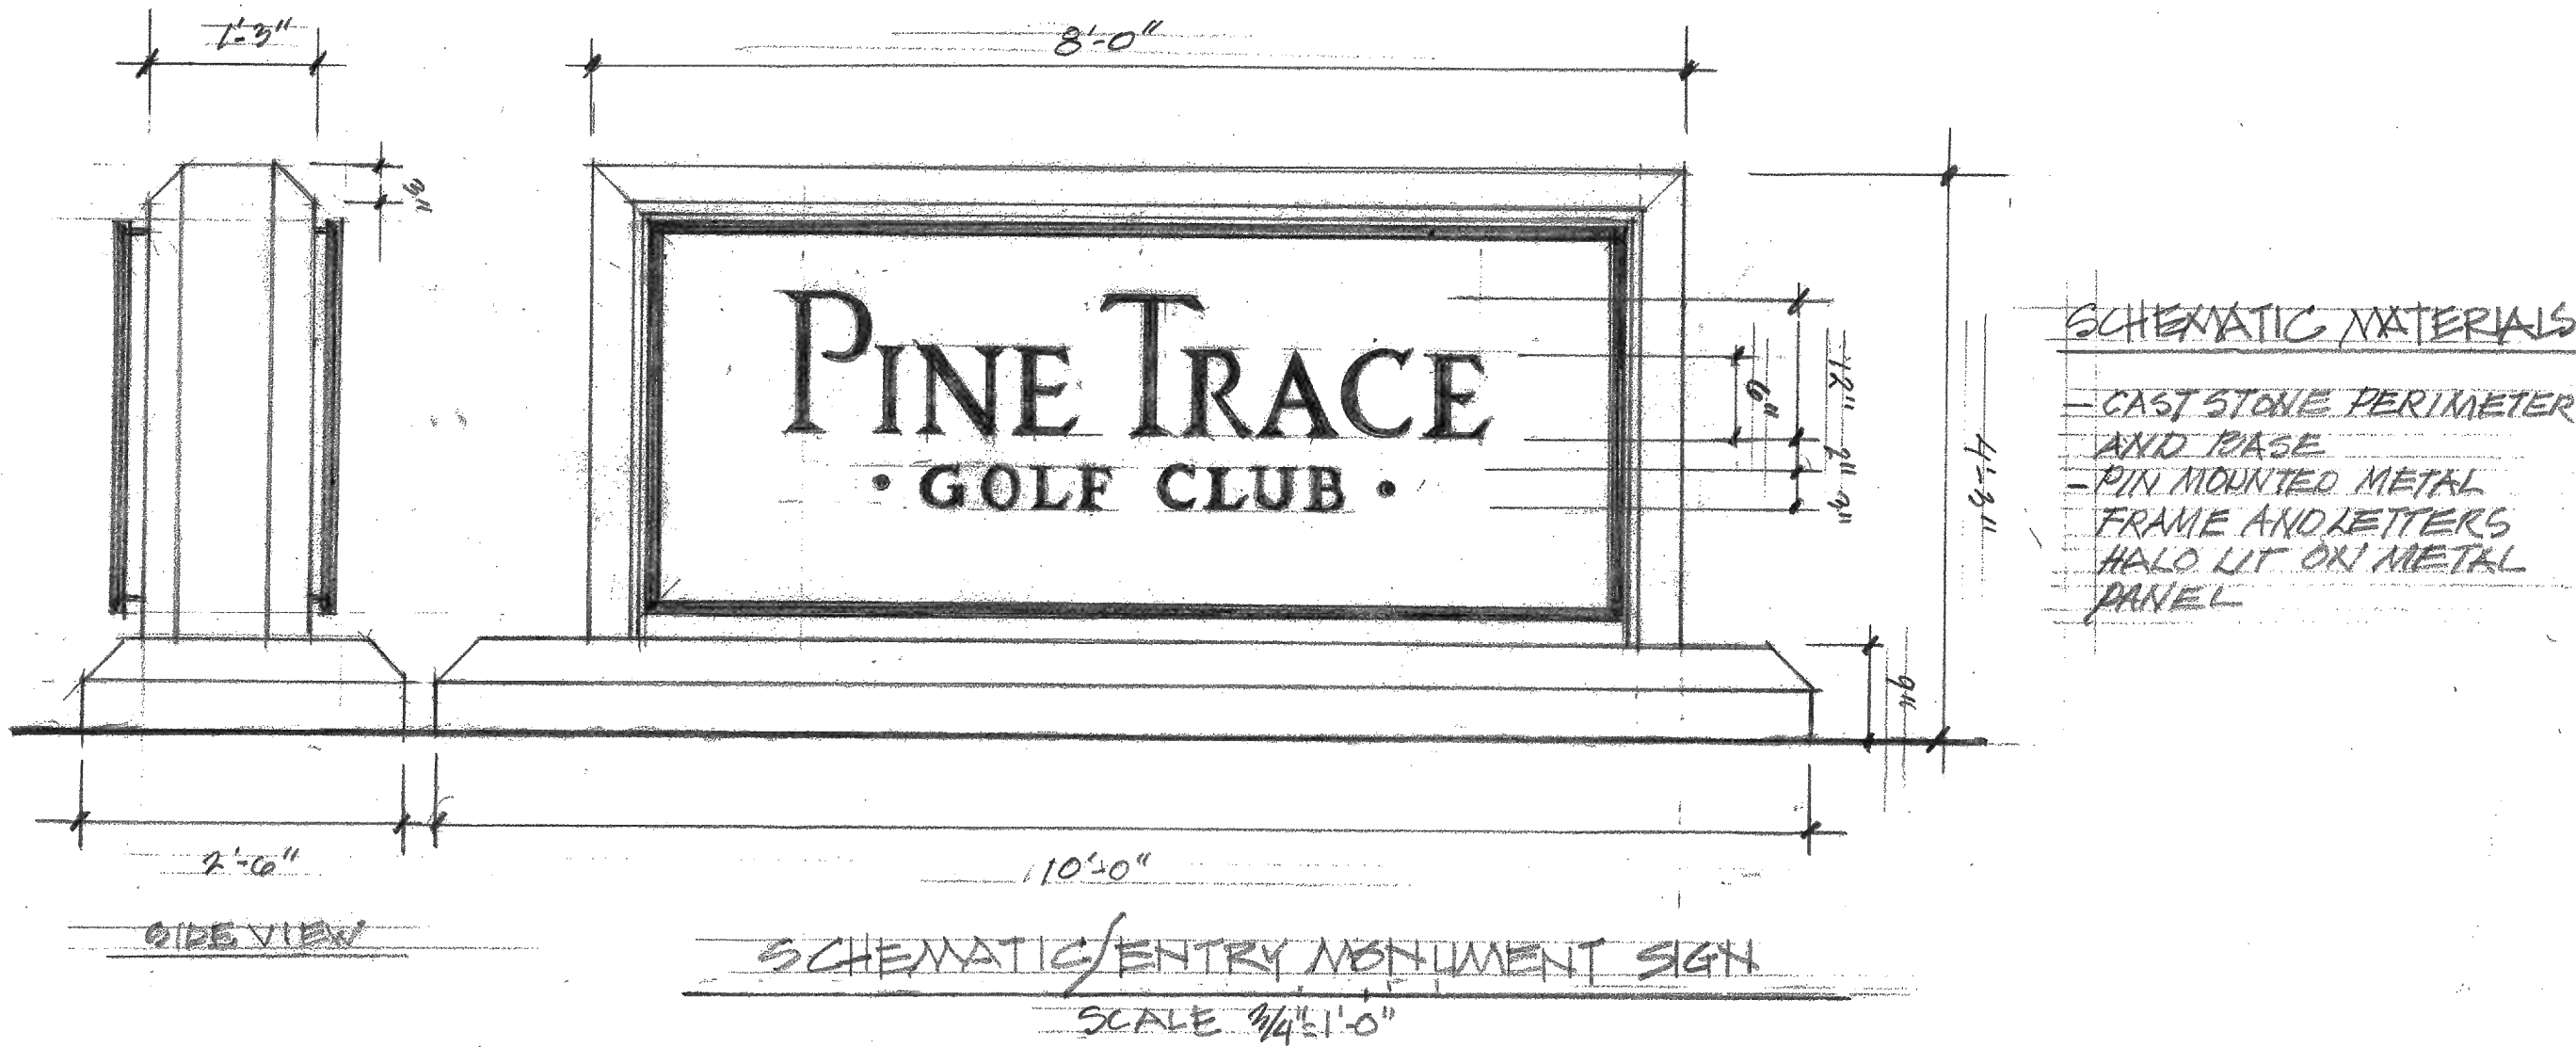 1'-3"
8'-0"
3"
PINE TRACE
• GOLF CLUB •
6"
12"
2"
3"
4'-3"
9"
SCHEMATIC MATERIALS
- CAST STONE PERIMETER
AND BASE
- PIN MOUNTED METAL
FRAME AND LETTERS
HALO LIT ON METAL
PANEL
2'-6"
10'-0"
SIDE VIEW
SCHEMATIC/ENTRY MONUMENT SIGN
SCALE 3/4"=1'-0"